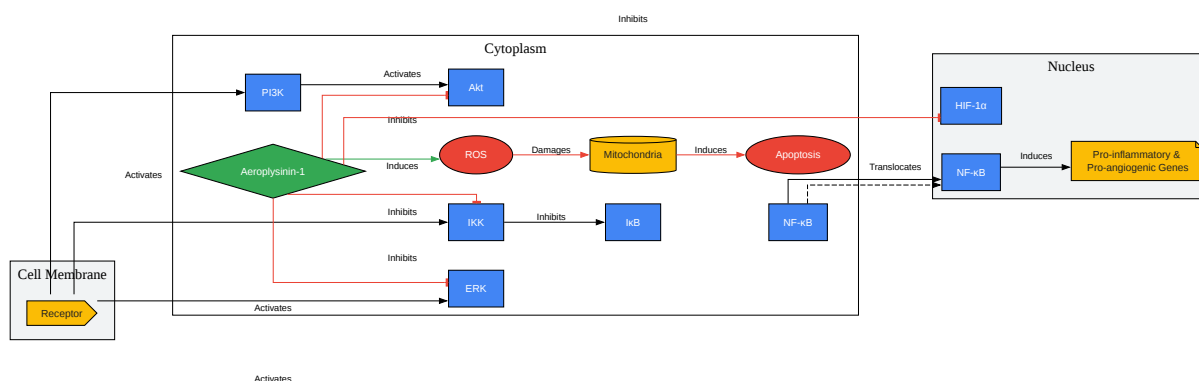 Inhibits
Cytoplasm
Nucleus
Activates
PI3K
Akt
HIF-1α
Inhibits
ROS
Damages
Mitochondria
Induces
Apoptosis
Induces
Pro-inflammatory &
Pro-angiogenic Genes
Translocates
NF-κB
Induces
Aeroplysinin-1
Activates
Inhibits
IKK
Inhibits
IκB
NF-κB
Inhibits
Cell Membrane
ERK
Receptor
Activates
Activates